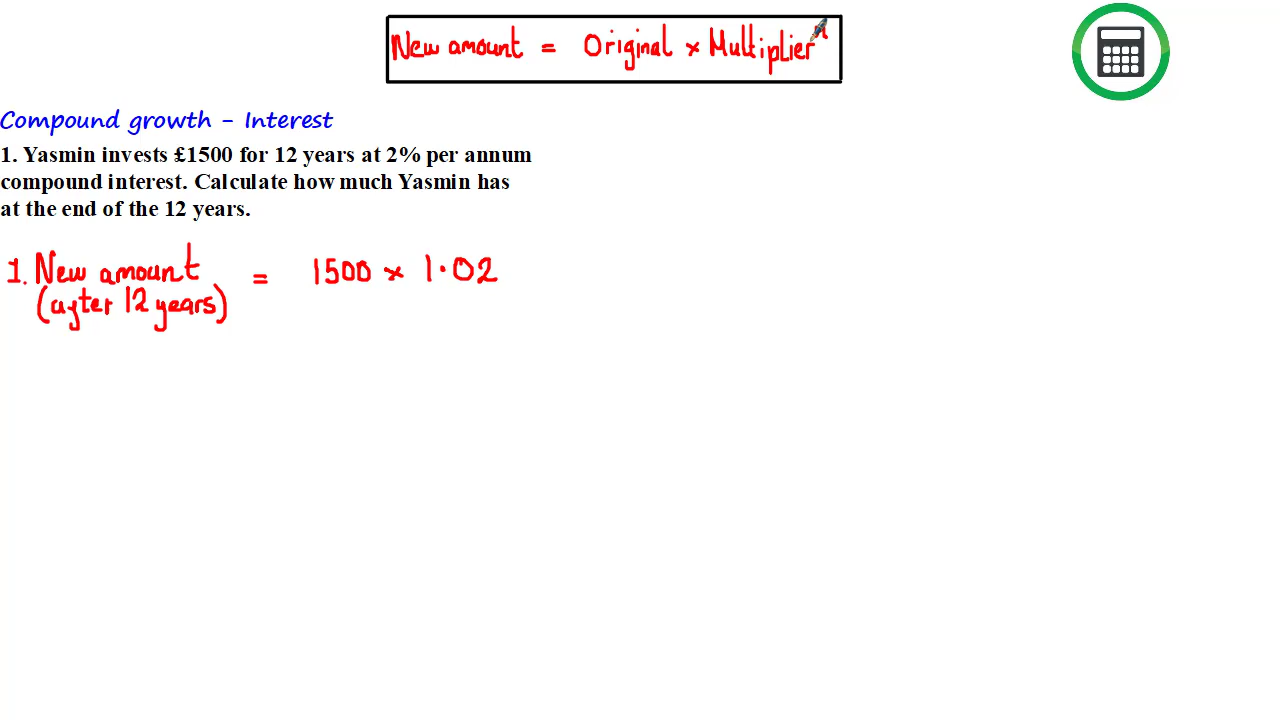 New amount = Original × Multiplier
Compound growth - Interest
1. Yasmin invests £1500 for 12 years at 2% per annum
compound interest. Calculate how much Yasmin has
at the end of the 12 years.
1. New amount = 1500 × 1·02
(after 12 years)